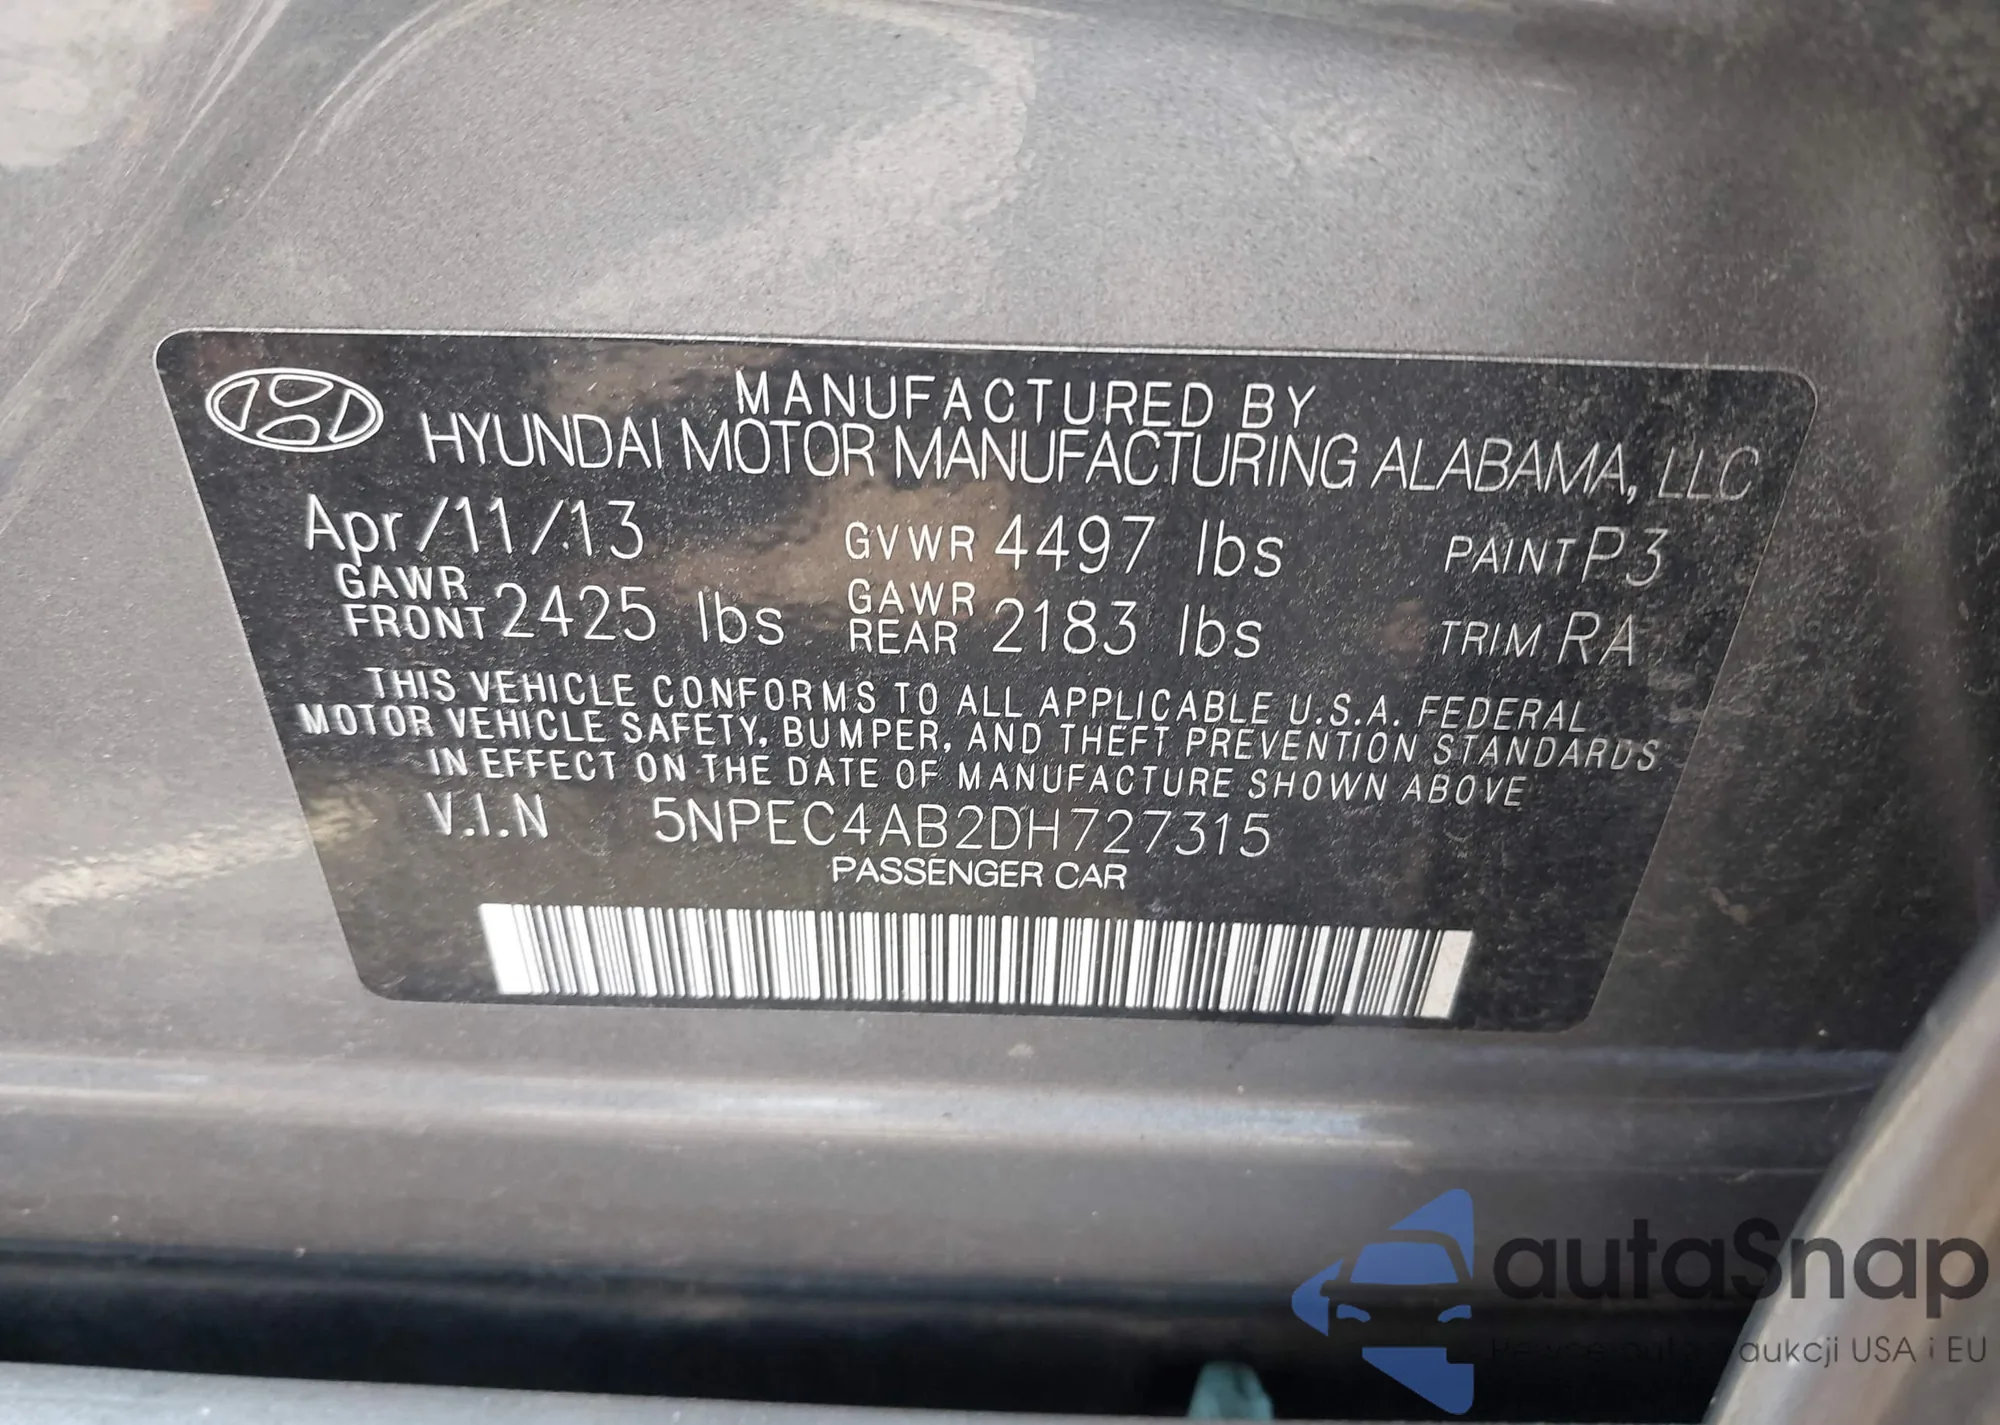 MANUFACTURED BY
HYUNDAI MOTOR MANUFACTURING ALABAMA, LLC
Apr/11/13 GVWR 4497 lbs PAINT P3
GAWR FRONT 2425 lbs GAWR REAR 2183 lbs TRIM RA
THIS VEHICLE CONFORMS TO ALL APPLICABLE U.S.A. FEDERAL
MOTOR VEHICLE SAFETY, BUMPER, AND THEFT PREVENTION STANDARDS
IN EFFECT ON THE DATE OF MANUFACTURE SHOWN ABOVE
V.I.N 5NPEC4AB2DH727315
PASSENGER CAR
autaSnap
auta aukcji USA i EU